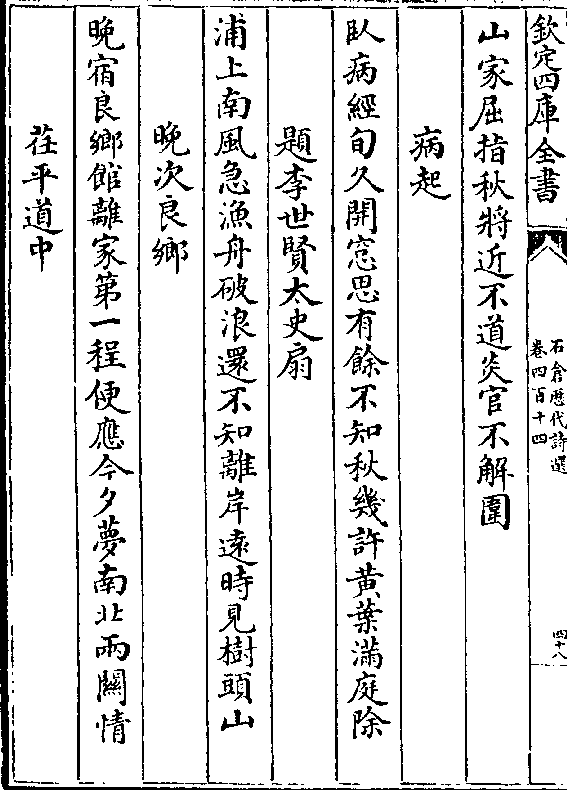 欽定四庫全書
石倉歷代詩選
卷四百十四
四十八
山家屈指秋將近不道炎官不解圍
病起
臥病經旬久開窓思有餘不知秋幾許黄葉滿庭除
題李世賢太史扇
浦上南風急漁舟破浪還不知離岸遠時見樹頭山
晚次良鄉
晚宿良鄉館離家第一程便應今夕夢南北兩關情
茌平道中